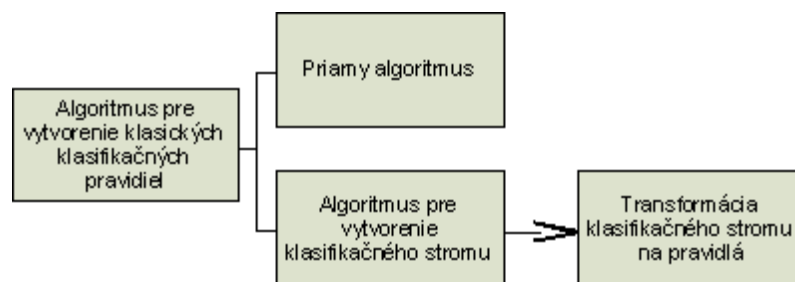 Algoritmus pre
vytvorenie klasických
klasifikačných
pravidiel
Priamy algoritmus
Algoritmus pre
vytvorenie
klasifikačného stromu
Transformácia
klasifikačného stromu
na pravidlá